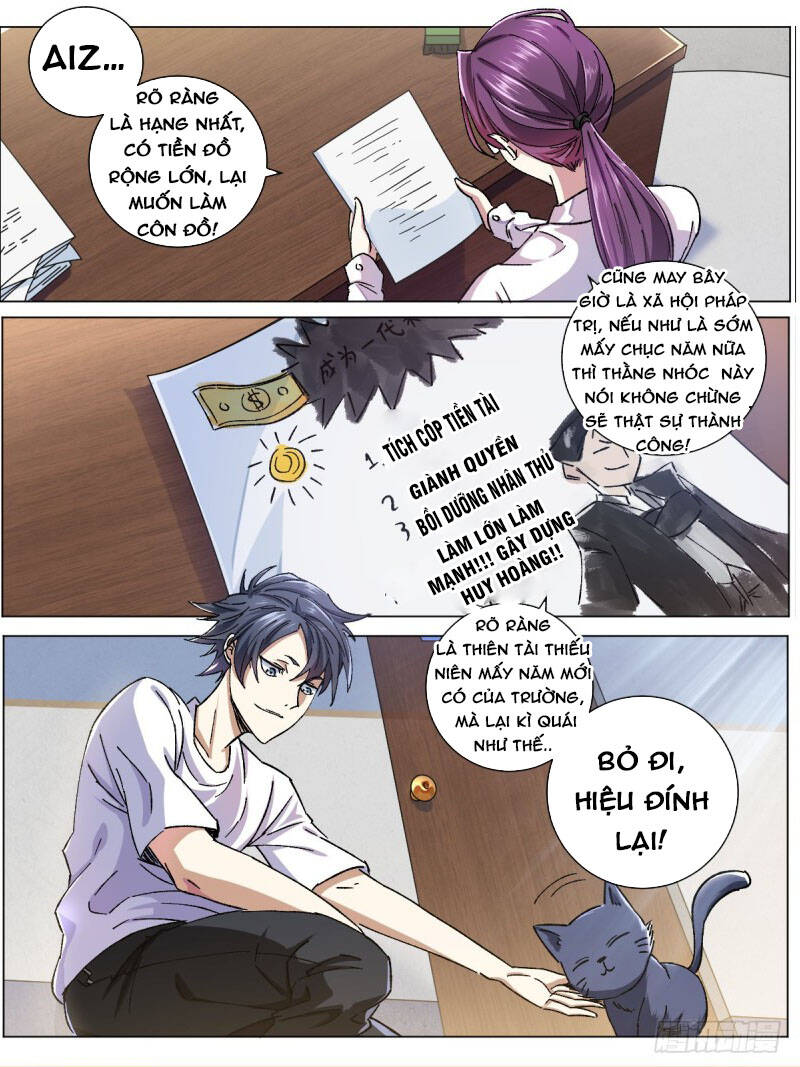 AIZ...
RÕ RÀNG
LÀ HẠNG NHẤT,
CÓ TIỀN ĐỒ
RỘNG LỚN, LẠI
MUỐN LÀM
CÔN ĐỒ!
CŨNG MAY BÂY
GIỜ LÀ XÃ HỘI PHÁP
TRỊ, NẾU NHƯ LÀ SỚM
MẤY CHỤC NĂM NỮA
THÌ THẰNG NHÓC NÀY
NÓI KHÔNG CHỪNG
SẼ THẬT SỰ THÀNH
CÔNG!
成为一代
1. TÍCH CÓP TIỀN TÀI
2 GIÀNH QUYỀN
3 BỒI DƯỠNG NHÂN THỦ
LÀM LỚN LÀM
MẠNH!!! GÂY DỰNG
HUY HOÀNG!!
RÕ RÀNG
LÀ THIÊN TÀI THIẾU
NIÊN MẤY NĂM MỚI
CÓ CỦA TRƯỜNG,
MÀ LẠI KÌ QUÁI
NHƯ THẾ..
BỎ ĐI,
HIỆU ĐÍNH
LẠI!